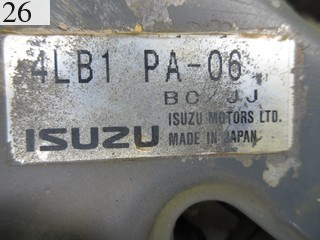 26
4LB1 PA-06
BC/JJ
ISUZU ISUZU MOTORS LTD.
MADE IN JAPAN